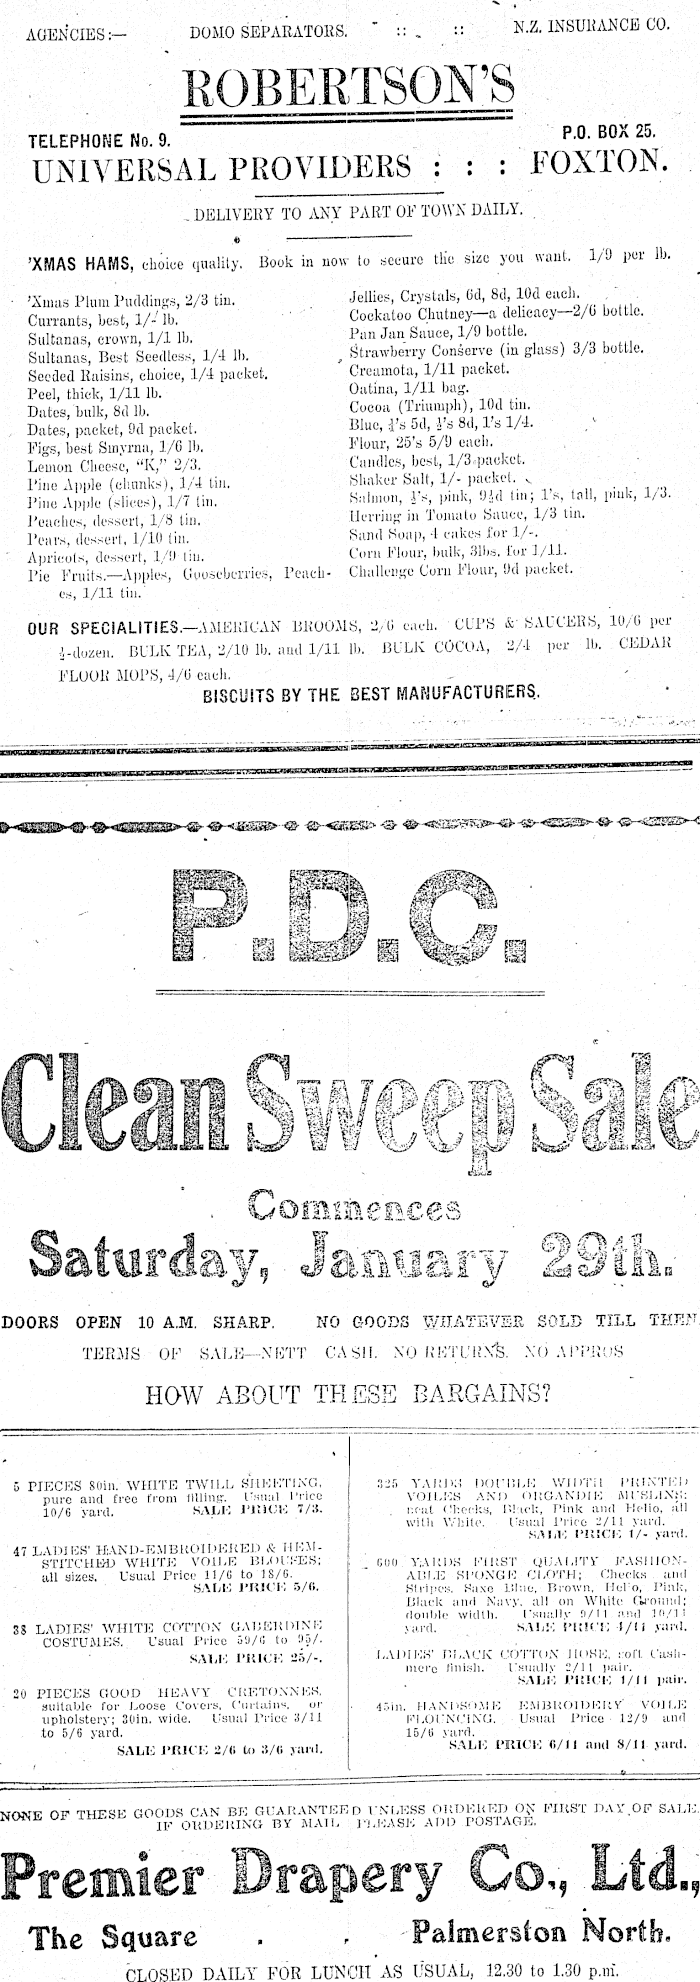 AGENCIES:— DOMO SEPARATORS. :: :: N.Z. INSURANCE CO.
ROBERTSON'S
TELEPHONE No. 9. P.O. BOX 25.
UNIVERSAL PROVIDERS : : : FOXTON.
DELIVERY TO ANY PART OF TOWN DAILY.
'XMAS HAMS, choice quality. Book in now to secure the size you want. 1/9 per lb.
'Xmas Plum Puddings, 2/3 tin.
Currants, best, 1/- lb.
Sultanas, crown, 1/1 lb.
Sultanas, Best Seedless, 1/4 lb.
Seeded Raisins, choice, 1/4 packet.
Peel, thick, 1/11 lb.
Dates, bulk, 8d lb.
Dates, packet, 9d packet.
Figs, best Smyrna, 1/6 lb.
Lemon Cheese, "K," 2/3.
Pine Apple (chunks), 1/4 tin.
Pine Apple (slices), 1/7 tin.
Peaches, dessert, 1/8 tin.
Pears, dessert, 1/10 tin.
Apricots, dessert, 1/9 tin.
Pie Fruits.—Apples, Gooseberries, Peach-
es, 1/11 tin.
Jellies, Crystals, 6d, 8d, 10d each.
Cockatoo Chutney—a delicacy—2/6 bottle.
Pan Jan Sauce, 1/9 bottle.
Strawberry Conserve (in glass) 3/3 bottle.
Creamota, 1/11 packet.
Oatina, 1/11 bag.
Cocoa (Triumph), 10d tin.
Blue, ¼'s 5d, ½'s 8d, 1's 1/4.
Flour, 25's 5/9 each.
Candles, best, 1/3 packet.
Shaker Salt, 1/- packet.
Salmon, ½'s, pink, 9½d tin; 1's, tall, pink, 1/3.
Herring in Tomato Sauce, 1/3 tin.
Sand Soap, 4 cakes for 1/-.
Corn Flour, bulk, 3lbs. for 1/11.
Challenge Corn Flour, 9d packet.
OUR SPECIALITIES.—AMERICAN BROOMS, 2/6 each. CUPS & SAUCERS, 10/6 per
½-dozen. BULK TEA, 2/10 lb. and 1/11 lb. BULK COCOA, 2/4 per lb. CEDAR
FLOOR MOPS, 4/6 each.
BISCUITS BY THE BEST MANUFACTURERS.
P.D.C.
Clean Sweep Sale
Commences
Saturday, January 29th.
DOORS OPEN 10 A.M. SHARP. NO GOODS WHATEVER SOLD TILL THEN.
TERMS OF SALE—NETT CASH. NO RETURNS. NO APPROS
HOW ABOUT THESE BARGAINS?
5 PIECES 80in. WHITE TWILL SHEETING,
pure and free from filling. Usual Price
10/6 yard. SALE PRICE 7/3.
47 LADIES' HAND-EMBROIDERED & HEM-
STITCHED WHITE VOILE BLOUSES;
all sizes. Usual Price 11/6 to 18/6.
SALE PRICE 5/6.
38 LADIES' WHITE COTTON GABERDINE
COSTUMES. Usual Price 59/6 to 95/.
SALE PRICE 25/-.
20 PIECES GOOD HEAVY CRETONNES,
suitable for Loose Covers, Curtains, or
upholstery; 30in. wide. Usual Price 3/11
to 5/6 yard.
SALE PRICE 2/6 to 3/6 yard.
325 YARDS DOUBLE WIDTH PRINTED
VOILES AND ORGANDIE MUSLINS;
neat Checks, Black, Pink and Helio, all
with White. Usual Price 2/11 yard.
SALE PRICE 1/- yard.
600 YARDS FIRST QUALITY FASHION-
ABLE SPONGE CLOTH; Checks and
Stripes, Saxe Blue, Brown, Helio, Pink,
Black and Navy, all on White Ground;
double width. Usually 9/11 and 10/11
yard. SALE PRICE 4/11 yard.
LADIES' BLACK COTTON HOSE, soft Cash-
mere finish. Usually 2/11 pair.
SALE PRICE 1/11 pair.
45in. HANDSOME EMBROIDERY VOILE
FLOUNCING. Usual Price 12/9 and
15/6 yard.
SALE PRICE 6/11 and 8/11 yard.
NONE OF THESE GOODS CAN BE GUARANTEED UNLESS ORDERED ON FIRST DAY OF SALE.
IF ORDERING BY MAIL PLEASE ADD POSTAGE.
Premier Drapery Co., Ltd.,
The Square . . Palmerston North.
CLOSED DAILY FOR LUNCH AS USUAL, 12.30 to 1.30 p.m.